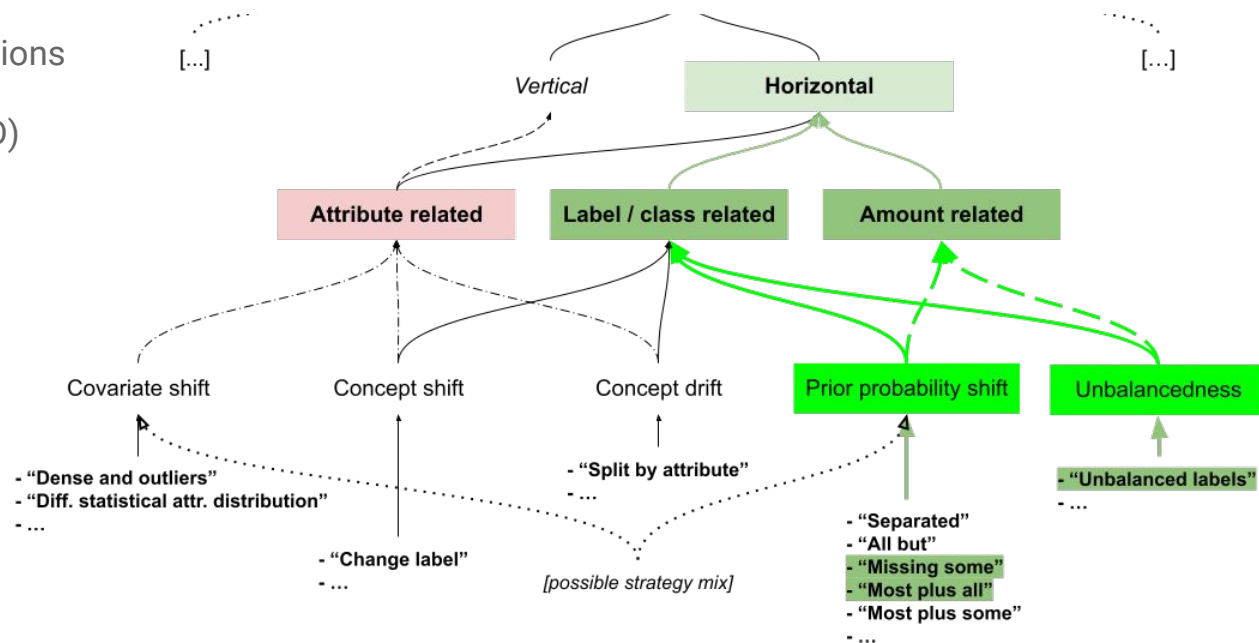 ions
[...]
[...]
Vertical
Horizontal
D)
Attribute related
Label / class related
Amount related
Covariate shift
Concept shift
Concept drift
Prior probability shift
Unbalancedness
- “Dense and outliers”
- “Diff. statistical attr. distribution”
- ...
- “Change label”
- ...
- “Split by attribute”
- ...
[possible strategy mix]
- “Separated”
- “All but”
- “Missing some”
- “Most plus all”
- “Most plus some”
- ...
- “Unbalanced labels”
- ...